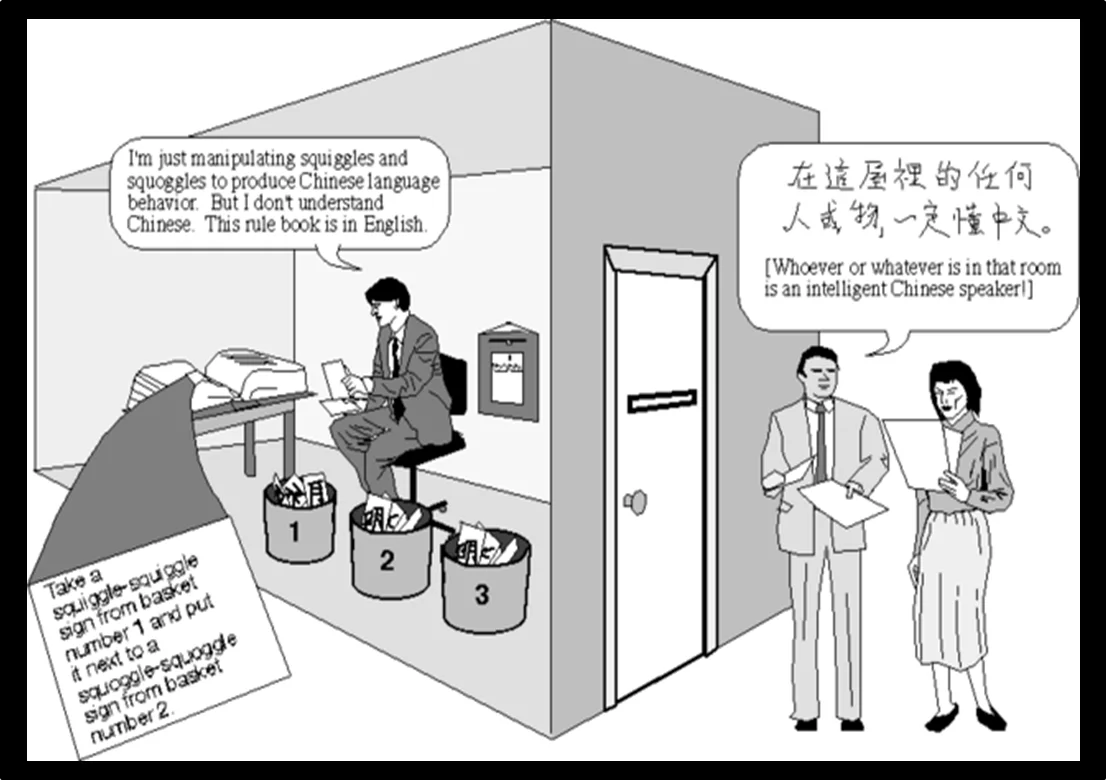 I'm just manipulating squiggles and
squoggles to produce Chinese language
behavior. But I don't understand
Chinese. This rule book is in English.
在這屋裡的任何
人或物,一定懂中文。
[Whoever or whatever is in that room
is an intelligent Chinese speaker!]
Take a
squiggle-squiggle
sign from basket
number 1 and put
it next to a
squoggle-squoggle
sign from basket
number 2.
1
2
3